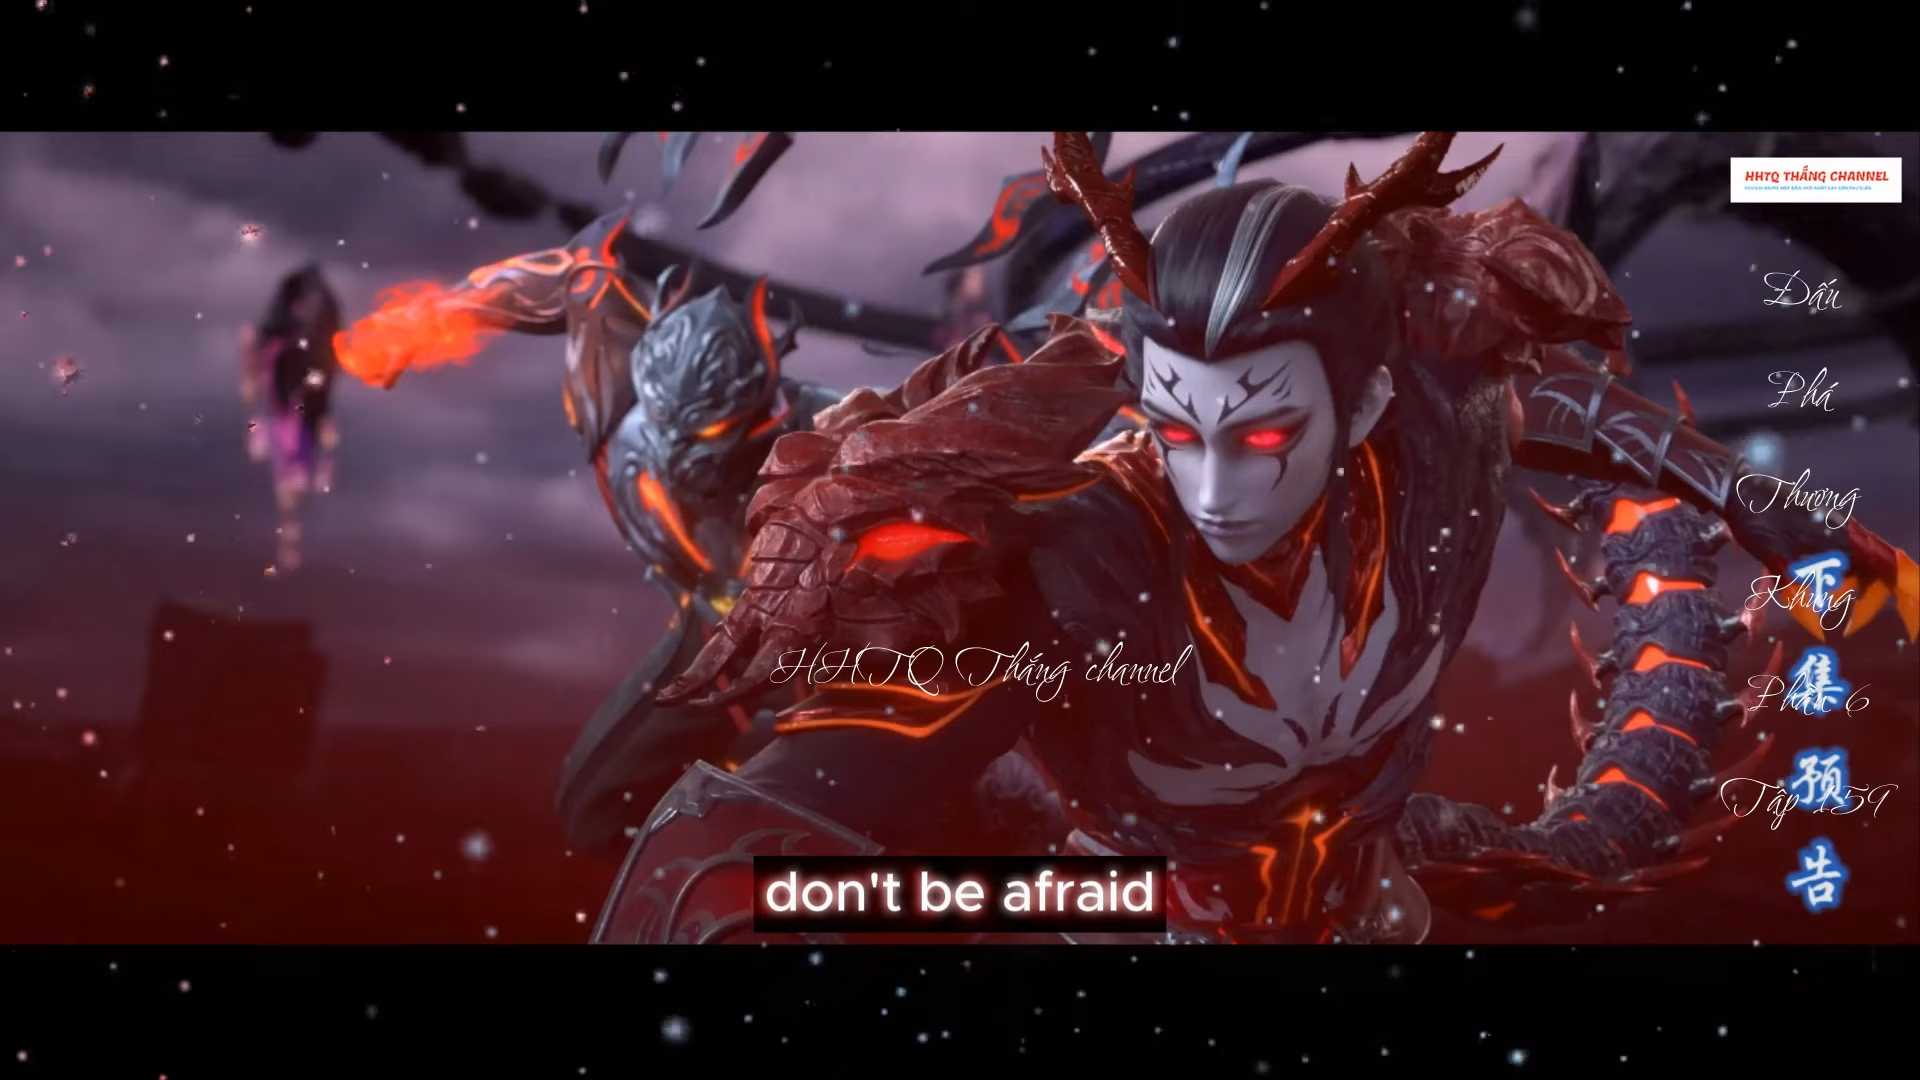 HHTQ THẮNG CHANNEL
Đấu
Phá
Thương
Khung
Phần 6
Tập 159
下集预告
HHTQ Thắng channel
don't be afraid